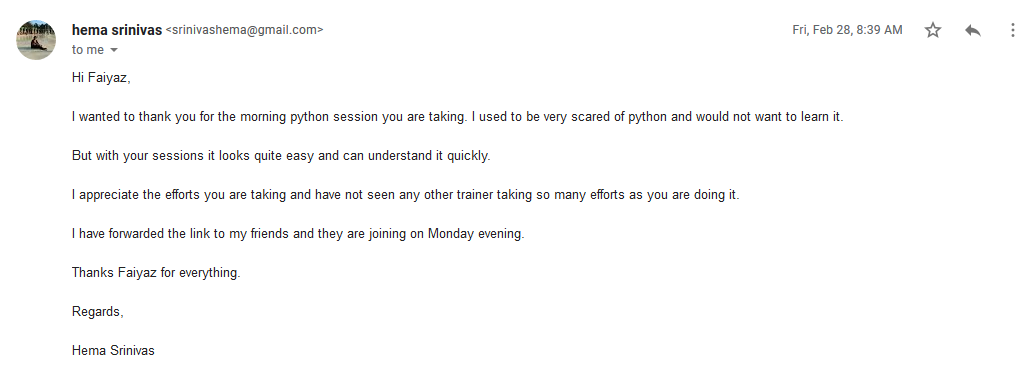 hema srinivas <srinivashema@gmail.com> Fri, Feb 28, 8:39 AM
to me
Hi Faiyaz,
I wanted to thank you for the morning python session you are taking. I used to be very scared of python and would not want to learn it.
But with your sessions it looks quite easy and can understand it quickly.
I appreciate the efforts you are taking and have not seen any other trainer taking so many efforts as you are doing it.
I have forwarded the link to my friends and they are joining on Monday evening.
Thanks Faiyaz for everything.
Regards,
Hema Srinivas